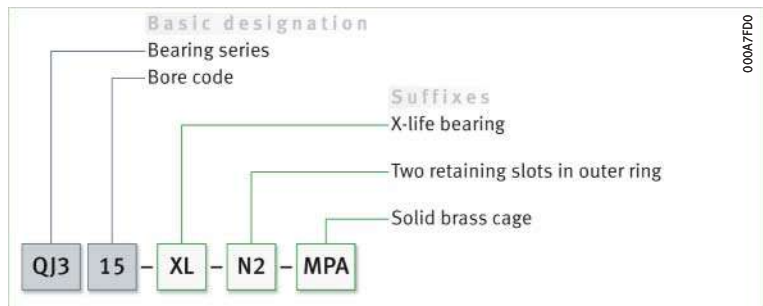 Basic designation
Bearing series
Bore code
Suffixes
X-life bearing
Two retaining slots in outer ring
Solid brass cage
QJ3 15 – XL – N2 – MPA
000A7FD0